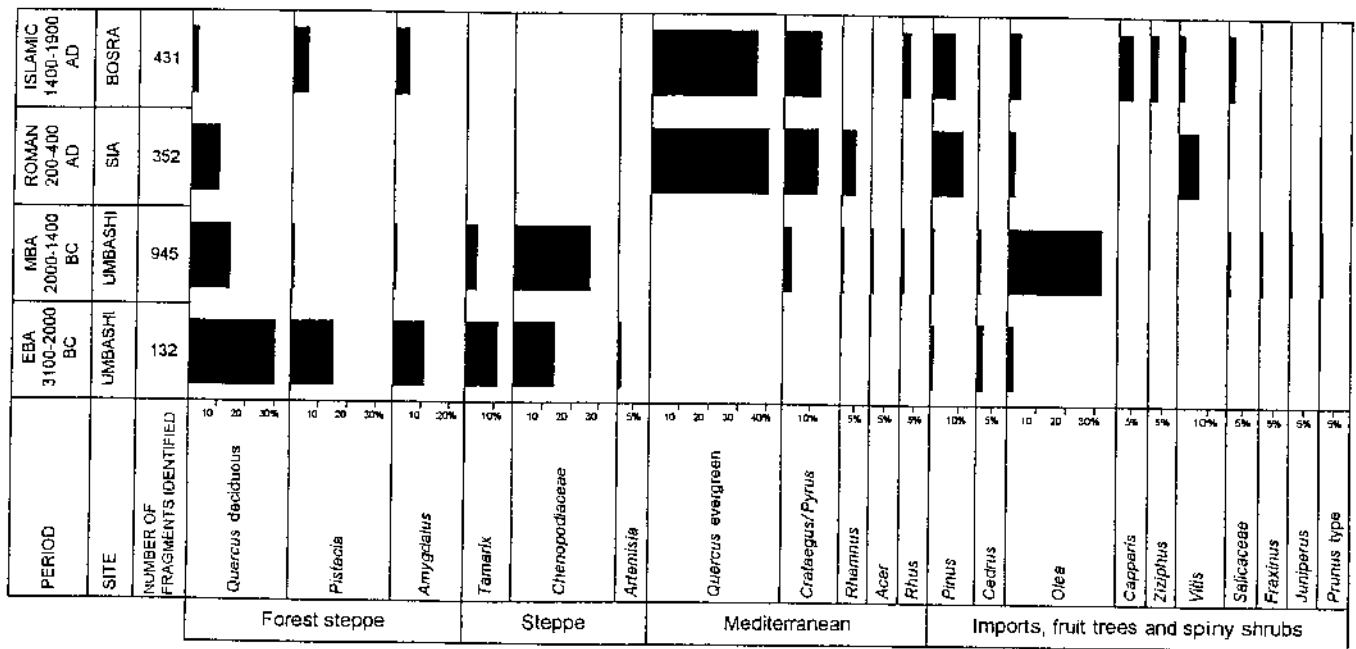 ISLAMIC
1400-1900
AD
BOSRA
431
ROMAN
200-400
AD
SIA
352
MBA
2000-1400
BC
UMBASHI
945
EBA
3100-2000
BC
UMBASHI
132
10 20 30%
10 20 30%
10 20%
10%
10 20 30
5%
10 20 30 40%
10%
5%
5%
5%
10%
5%
10 20 30%
5%
5%
10%
5%
5%
5%
5%
PERIOD
SITE
NUMBER OF
FRAGMENTS IDENTIFIED
Quercus deciduous
Pistacia
Amygdalus
Tamarix
Chenopodiaceae
Artemisia
Quercus evergreen
Crataegus/Pyrus
Rhamnus
Acer
Rhus
Pinus
Cedrus
Olea
Capparis
Ziziphus
Vitis
Salicaceae
Fraxinus
Juniperus
Prunus type
Forest steppe
Steppe
Mediterranean
Imports, fruit trees and spiny shrubs